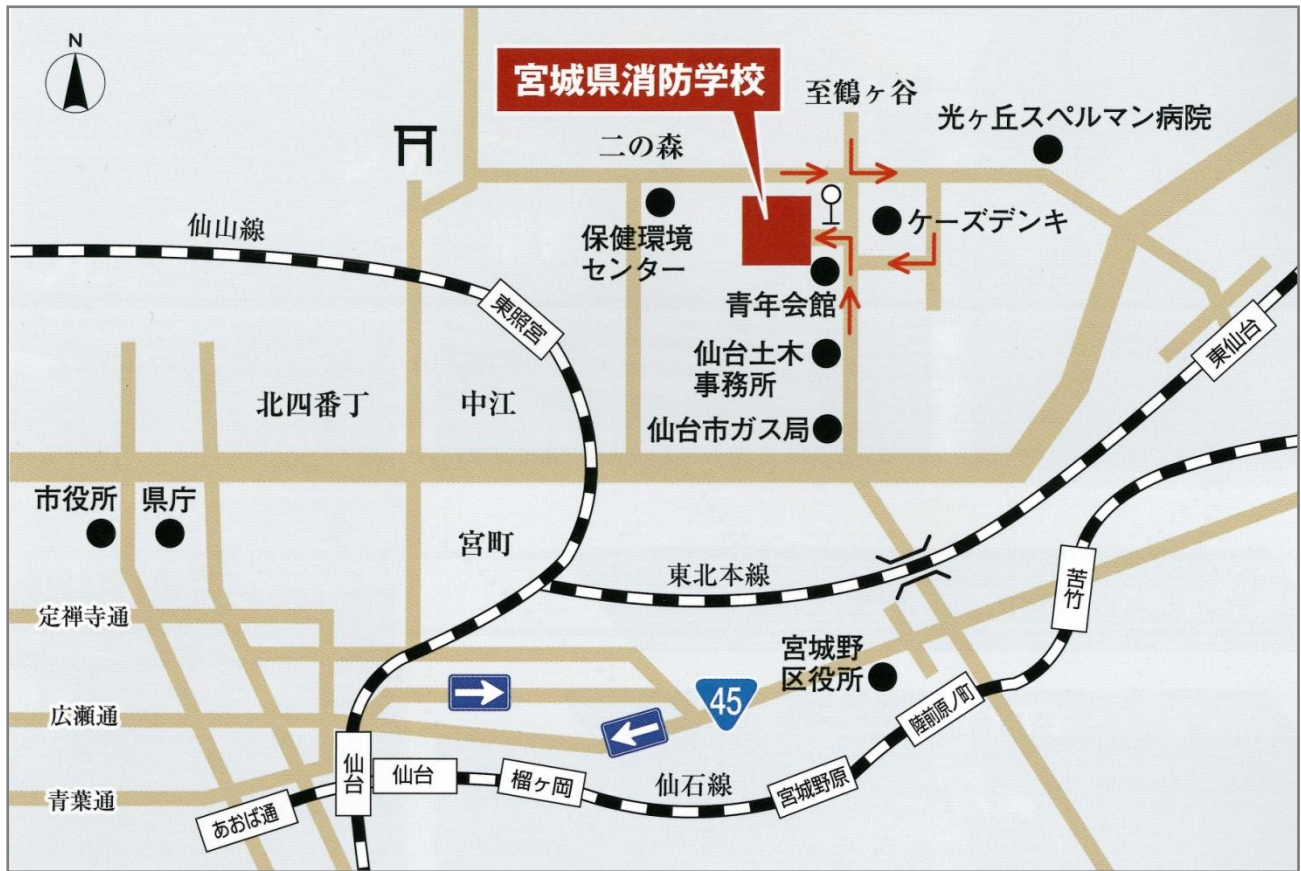 N
宮城県消防学校
至鶴ヶ谷
光ヶ丘スペルマン病院
二の森
仙山線
保健環境
センター
ケーズデンキ
青年会館
東照宮
仙台土木
事務所
東仙台
北四番丁
中江
仙台市ガス局
市役所
県庁
宮町
東北本線
苦竹
定禅寺通
宮城野
区役所
広瀬通
45
陸前原ノ町
仙台
仙台
榴ヶ岡
仙石線
宮城野原
青葉通
あおば通